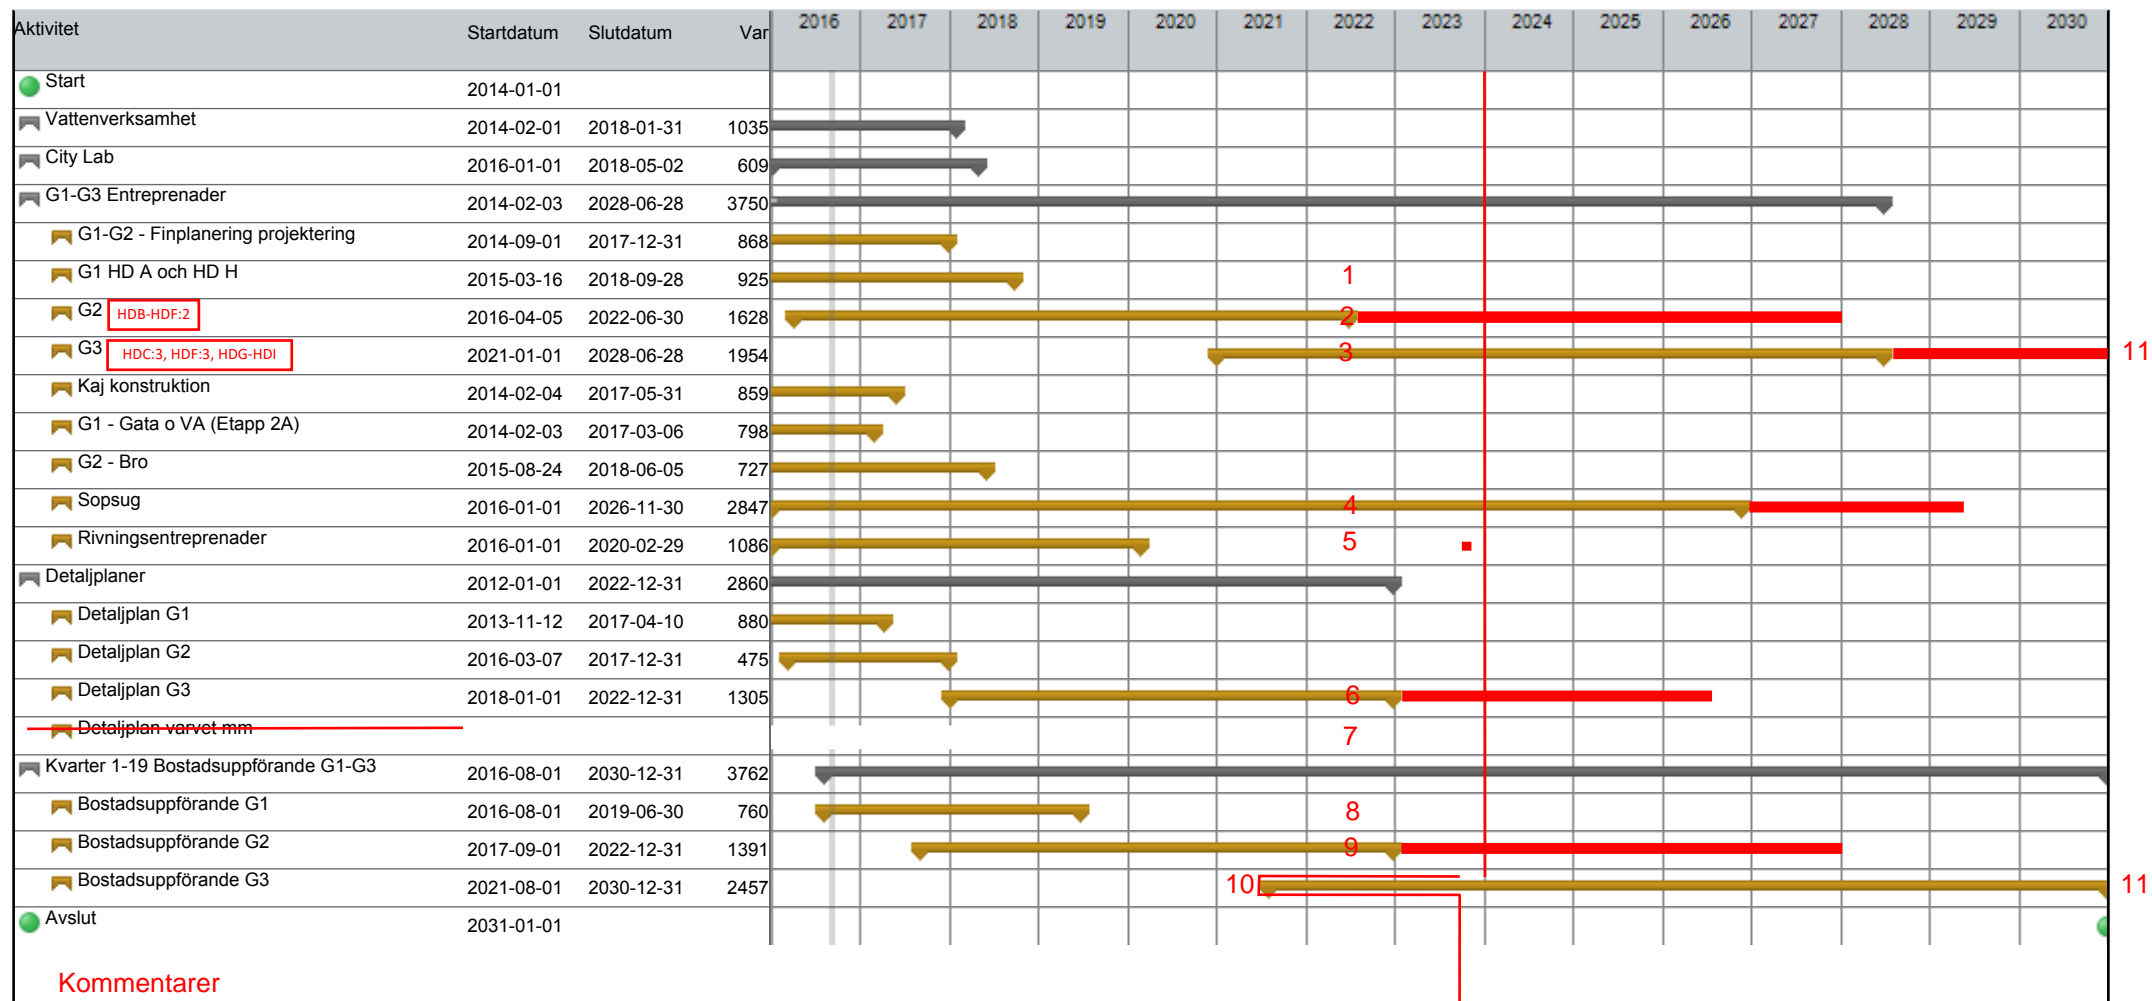 Aktivitet Startdatum Slutdatum Var 2016 2017 2018 2019 2020 2021 2022 2023 2024 2025 2026 2027 2028 2029 2030
Start 2014-01-01
Vattenverksamhet 2014-02-01 2018-01-31 1035
City Lab 2016-01-01 2018-05-02 609
G1-G3 Entreprenader 2014-02-03 2028-06-28 3750
G1-G2 - Finplanering projektering 2014-09-01 2017-12-31 868
G1 HD A och HD H 2015-03-16 2018-09-28 925 1
G2 HDB-HDF:2 2016-04-05 2022-06-30 1628 2
G3 HDC:3, HDF:3, HDG-HDI 2021-01-01 2028-06-28 1954 3 11
Kaj konstruktion 2014-02-04 2017-05-31 859
G1 - Gata o VA (Etapp 2A) 2014-02-03 2017-03-06 798
G2 - Bro 2015-08-24 2018-06-05 727
Sopsug 2016-01-01 2026-11-30 2847 4
Rivningsentreprenader 2016-01-01 2020-02-29 1086 5
Detaljplaner 2012-01-01 2022-12-31 2860
Detaljplan G1 2013-11-12 2017-04-10 880
Detaljplan G2 2016-03-07 2017-12-31 475
Detaljplan G3 2018-01-01 2022-12-31 1305 6
Detaljplan varvet mm 7
Kvarter 1-19 Bostadsuppförande G1-G3 2016-08-01 2030-12-31 3762
Bostadsuppförande G1 2016-08-01 2019-06-30 760 8
Bostadsuppförande G2 2017-09-01 2022-12-31 1391 9
Bostadsuppförande G3 2021-08-01 2030-12-31 2457 10 11
Avslut 2031-01-01
Kommentarer